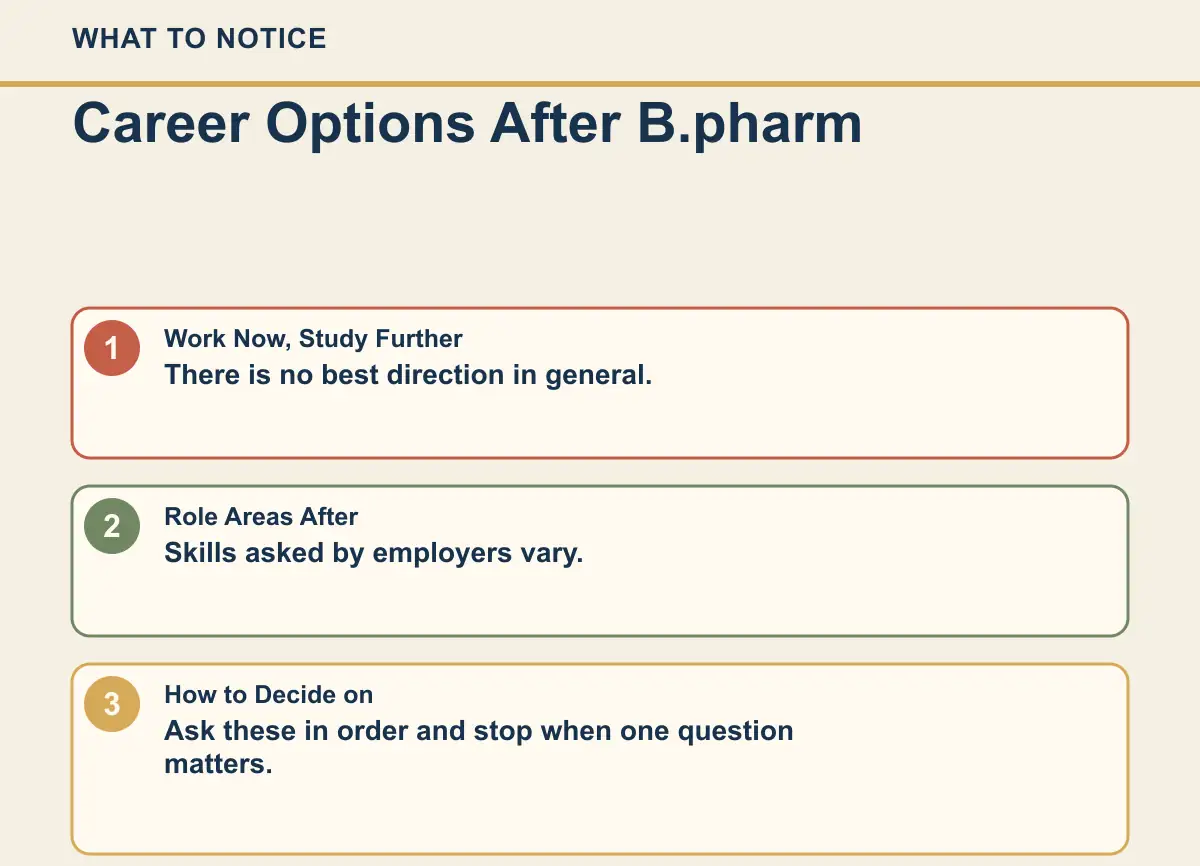 WHAT TO NOTICE
Career Options After B.pharm
1
Work Now, Study Further
There is no best direction in general.
2
Role Areas After
Skills asked by employers vary.
3
How to Decide on
Ask these in order and stop when one question
matters.